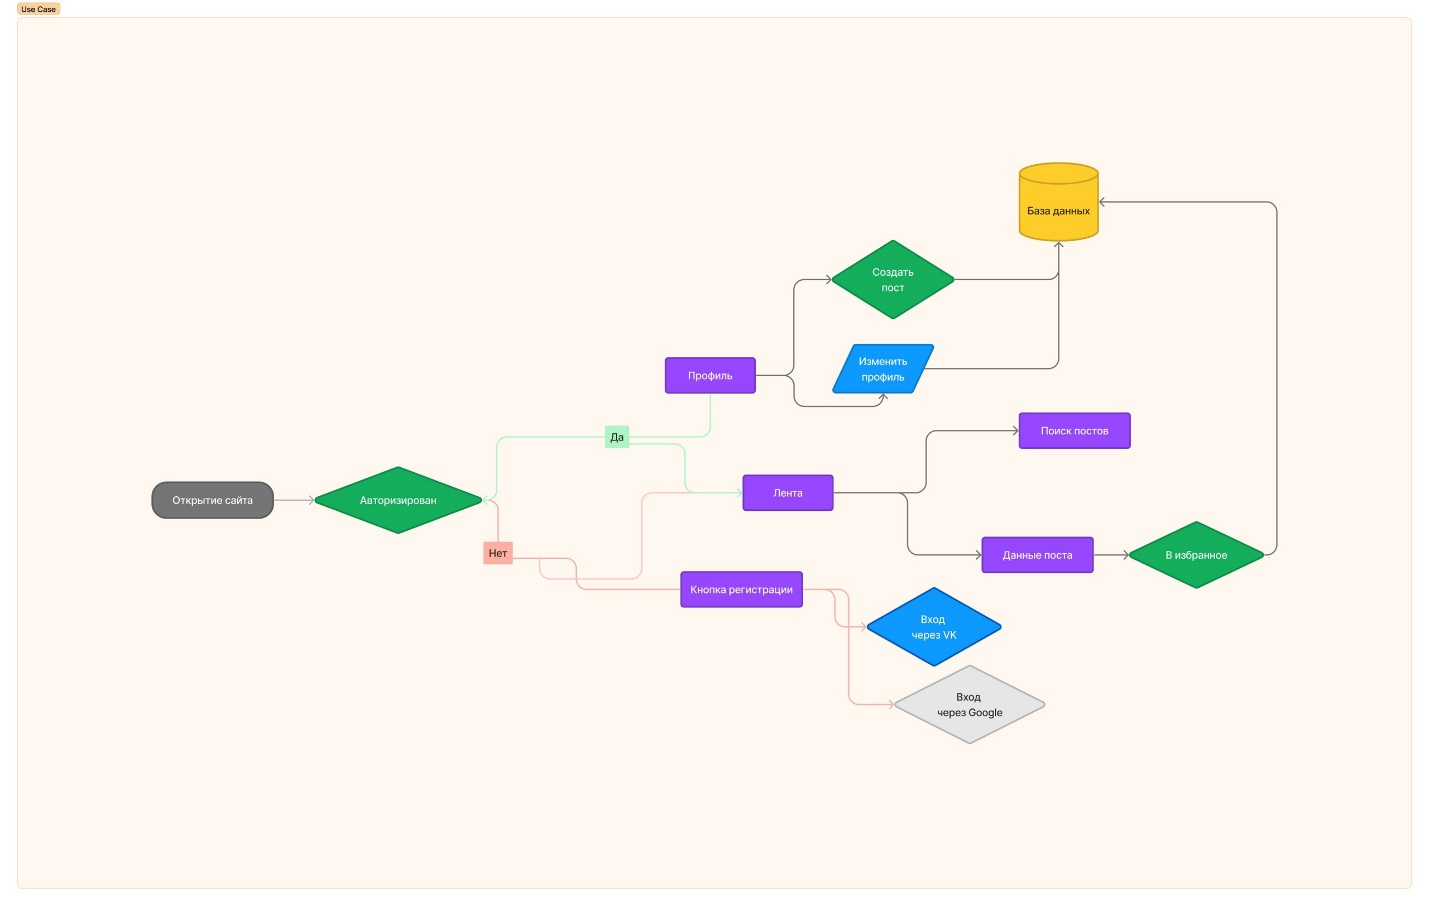 Use Case
База данных
Создать
пост
Изменить
профиль
Профиль
Да
Поиск постов
Открытие сайта
Авторизирован
Лента
Нет
Данные поста
В избранное
Кнопка регистрации
Вход
через VK
Вход
через Google